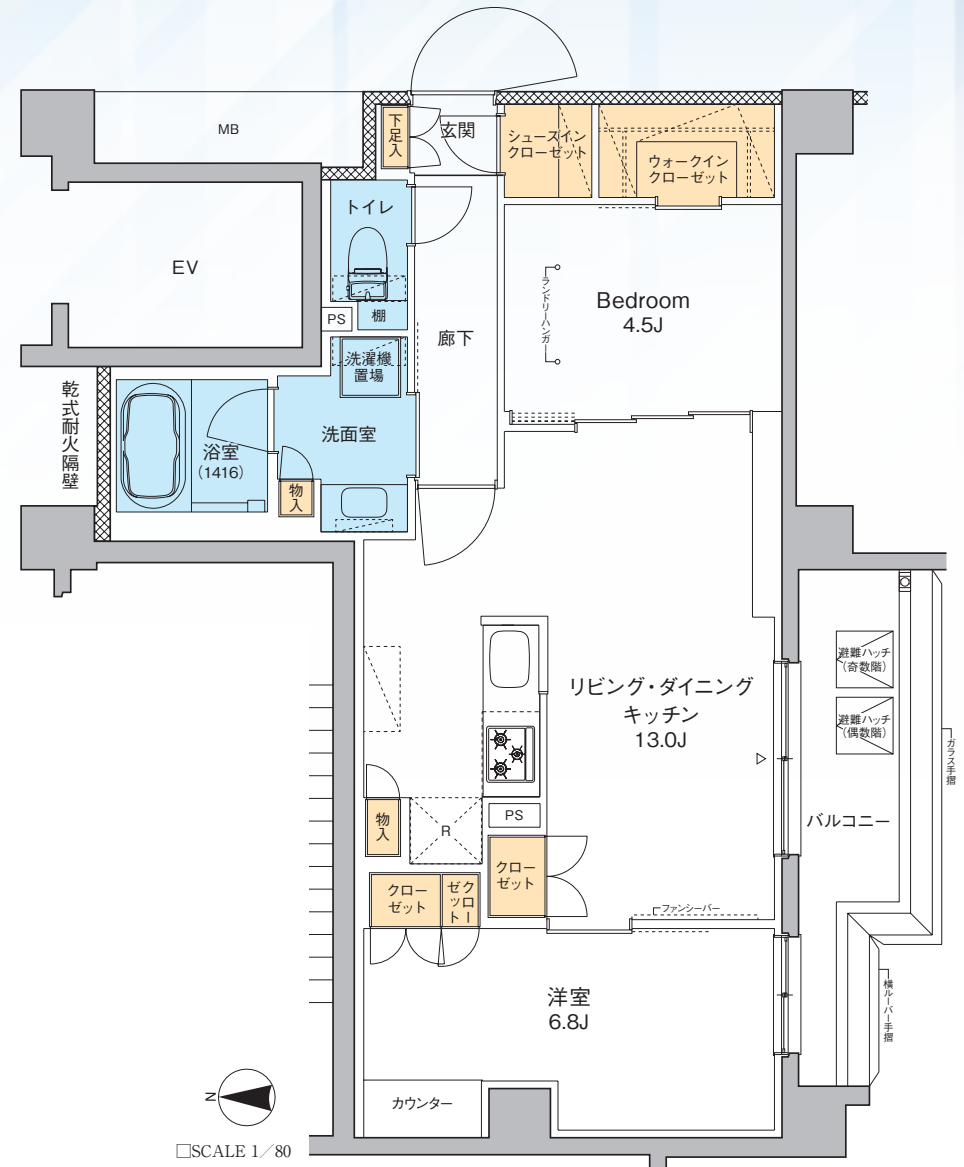 MB
下足入
玄関
シューズイン
クローゼット
ウォークイン
クローゼット
トイレ
EV
棚
PS
ランドリーハンガー
Bedroom
4.5J
廊下
洗濯機
置場
乾式耐火隔壁
洗面室
浴室
(1416)
物入
リビング・ダイニング
キッチン
13.0J
避難ハッチ
(奇数階)
避難ハッチ
(偶数階)
ガラス手摺
バルコニー
物入
R
PS
クロー
ゼット
クロー
ゼット
クロー
ゼット
ファンシーバー
洋室
6.8J
横ルーバー手摺
カウンター
N
□SCALE 1／80